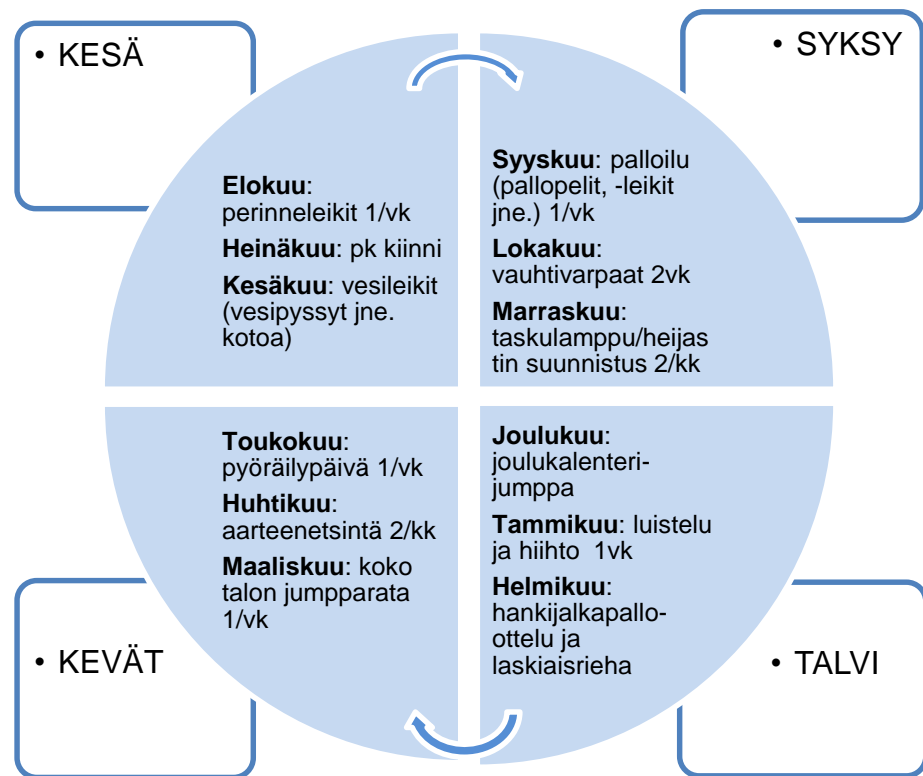 • KESÄ
Elokuu:
perinneleikit 1/vk
Heinäkuu: pk kiinni
Kesäkuu: vesileikit
(vesipyssyt jne.
kotoa)
• SYKSY
Syyskuu: palloilu
(pallopelit, -leikit
jne.) 1/vk
Lokakuu:
vauhtivarpaat 2vk
Marraskuu:
taskulamppu/heijas
tin suunnistus 2/kk
Toukokuu:
pyöräilypäivä 1/vk
Huhtikuu:
aarteenetsintä 2/kk
Maaliskuu: koko
talon jumpparata
1/vk
• KEVÄT
Joulukuu:
joulukalenteri-
jumppa
Tammikuu: luistelu
ja hiihto 1vk
Helmikuu:
hankijalkapallo-
ottelu ja
laskiaisrieha
• TALVI